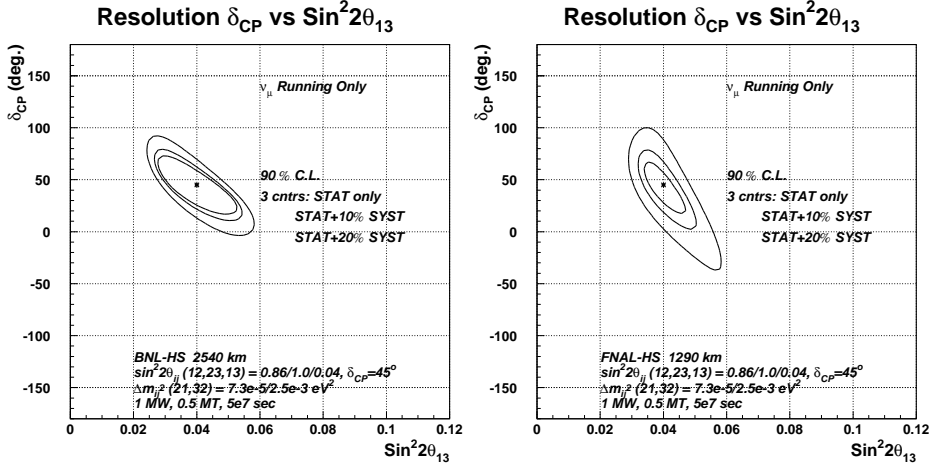 Resolution δCP vs Sin²2θ13
δCP (deg.)
150
100
50
0
-50
-100
-150
νμ Running Only
90 % C.L.
3 cntrs: STAT only
STAT+10% SYST
STAT+20% SYST
BNL-HS 2540 km
sin²2θij (12,23,13) = 0.86/1.0/0.04, δCP=45°
Δmij² (21,32) = 7.3e-5/2.5e-3 eV²
1 MW, 0.5 MT, 5e7 sec
0 0.02 0.04 0.06 0.08 0.1 0.12
Sin²2θ13
Resolution δCP vs Sin²2θ13
δCP (deg.)
150
100
50
0
-50
-100
-150
νμ Running Only
90 % C.L.
3 cntrs: STAT only
STAT+10% SYST
STAT+20% SYST
FNAL-HS 1290 km
sin²2θij (12,23,13) = 0.86/1.0/0.04, δCP=45°
Δmij² (21,32) = 7.3e-5/2.5e-3 eV²
1 MW, 0.5 MT, 5e7 sec
0 0.02 0.04 0.06 0.08 0.1 0.12
Sin²2θ13